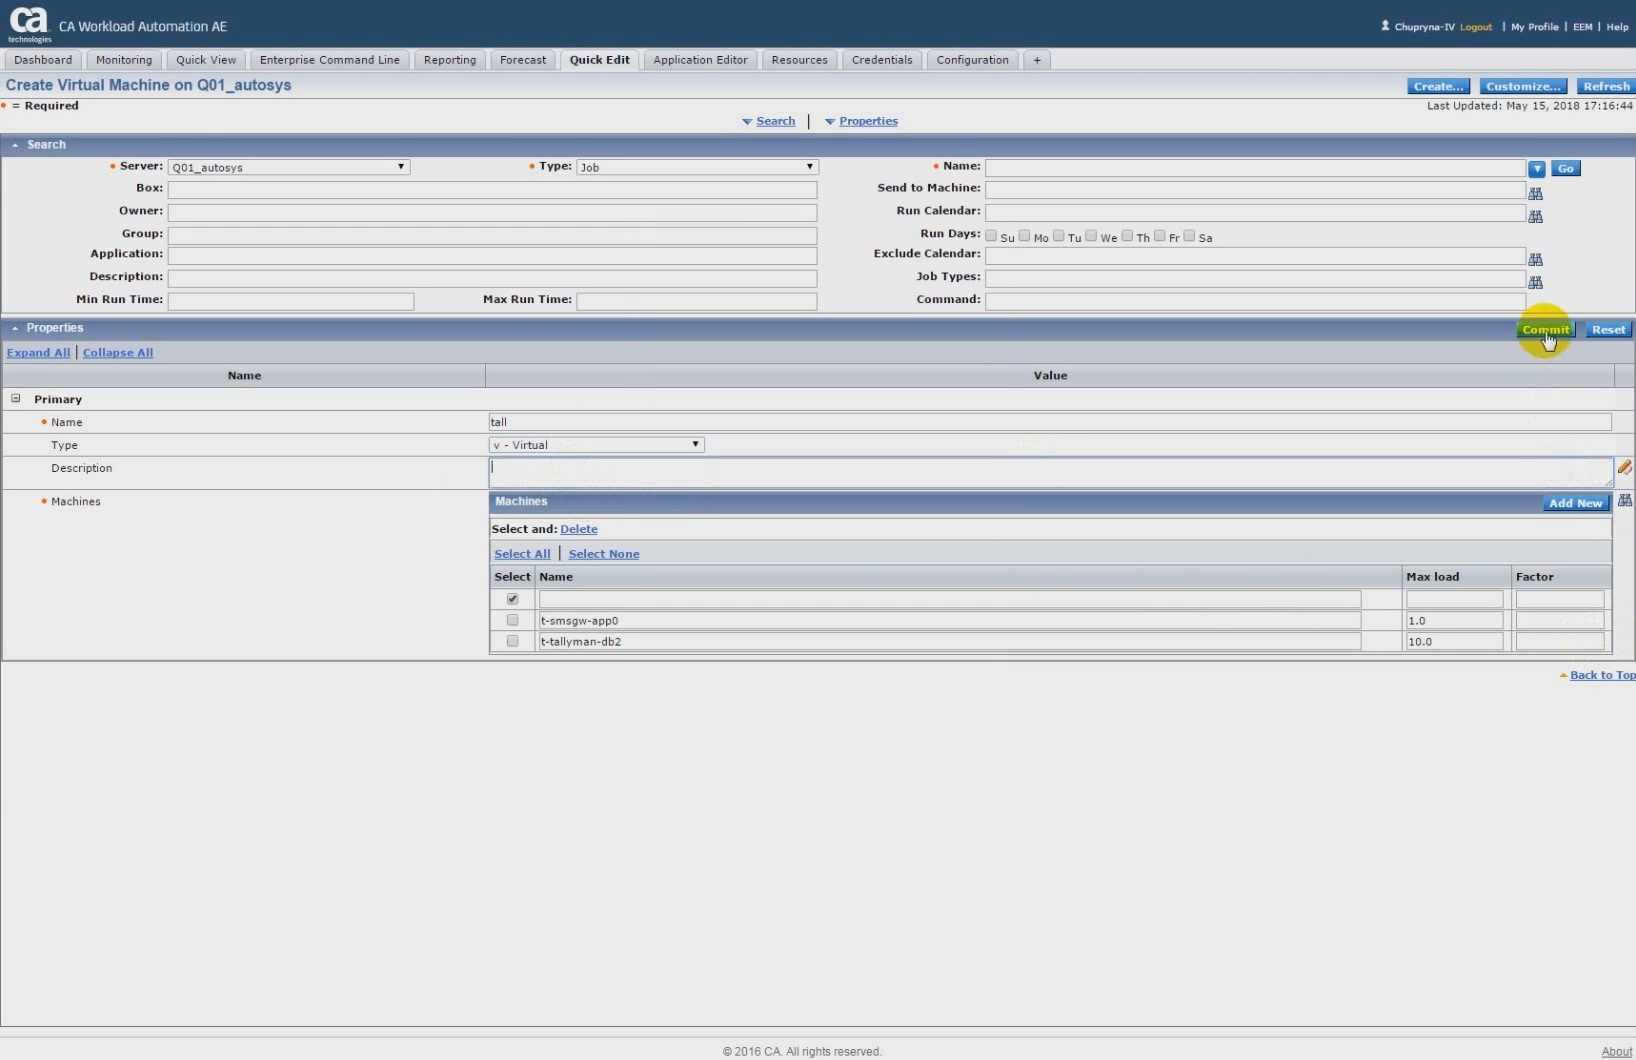 ca
technologies
CA Workload Automation AE
Chupryna-IV Logout | My Profile | EEM | Help
Dashboard Monitoring Quick View Enterprise Command Line Reporting Forecast Quick Edit Application Editor Resources Credentials Configuration +
Create Virtual Machine on Q01_autosys
Create... Customize... Refresh
= Required
Last Updated: May 15, 2018 17:16:44
Search | Properties
Search
Server: Q01_autosys Type: Job Name: Go
Box: Send to Machine:
Owner: Run Calendar:
Group: Run Days: Su Mo Tu We Th Fr Sa
Application: Exclude Calendar:
Description: Job Types:
Min Run Time: Max Run Time: Command:
Properties Commit Reset
Expand All | Collapse All
Name Value
Primary
Name tall
Type v - Virtual
Description
Machines Machines Add New
Select and: Delete
Select All | Select None
Select Name Max load Factor
t-smsgw-app0 1.0
t-tallyman-db2 10.0
Back to Top
© 2016 CA. All rights reserved.
About